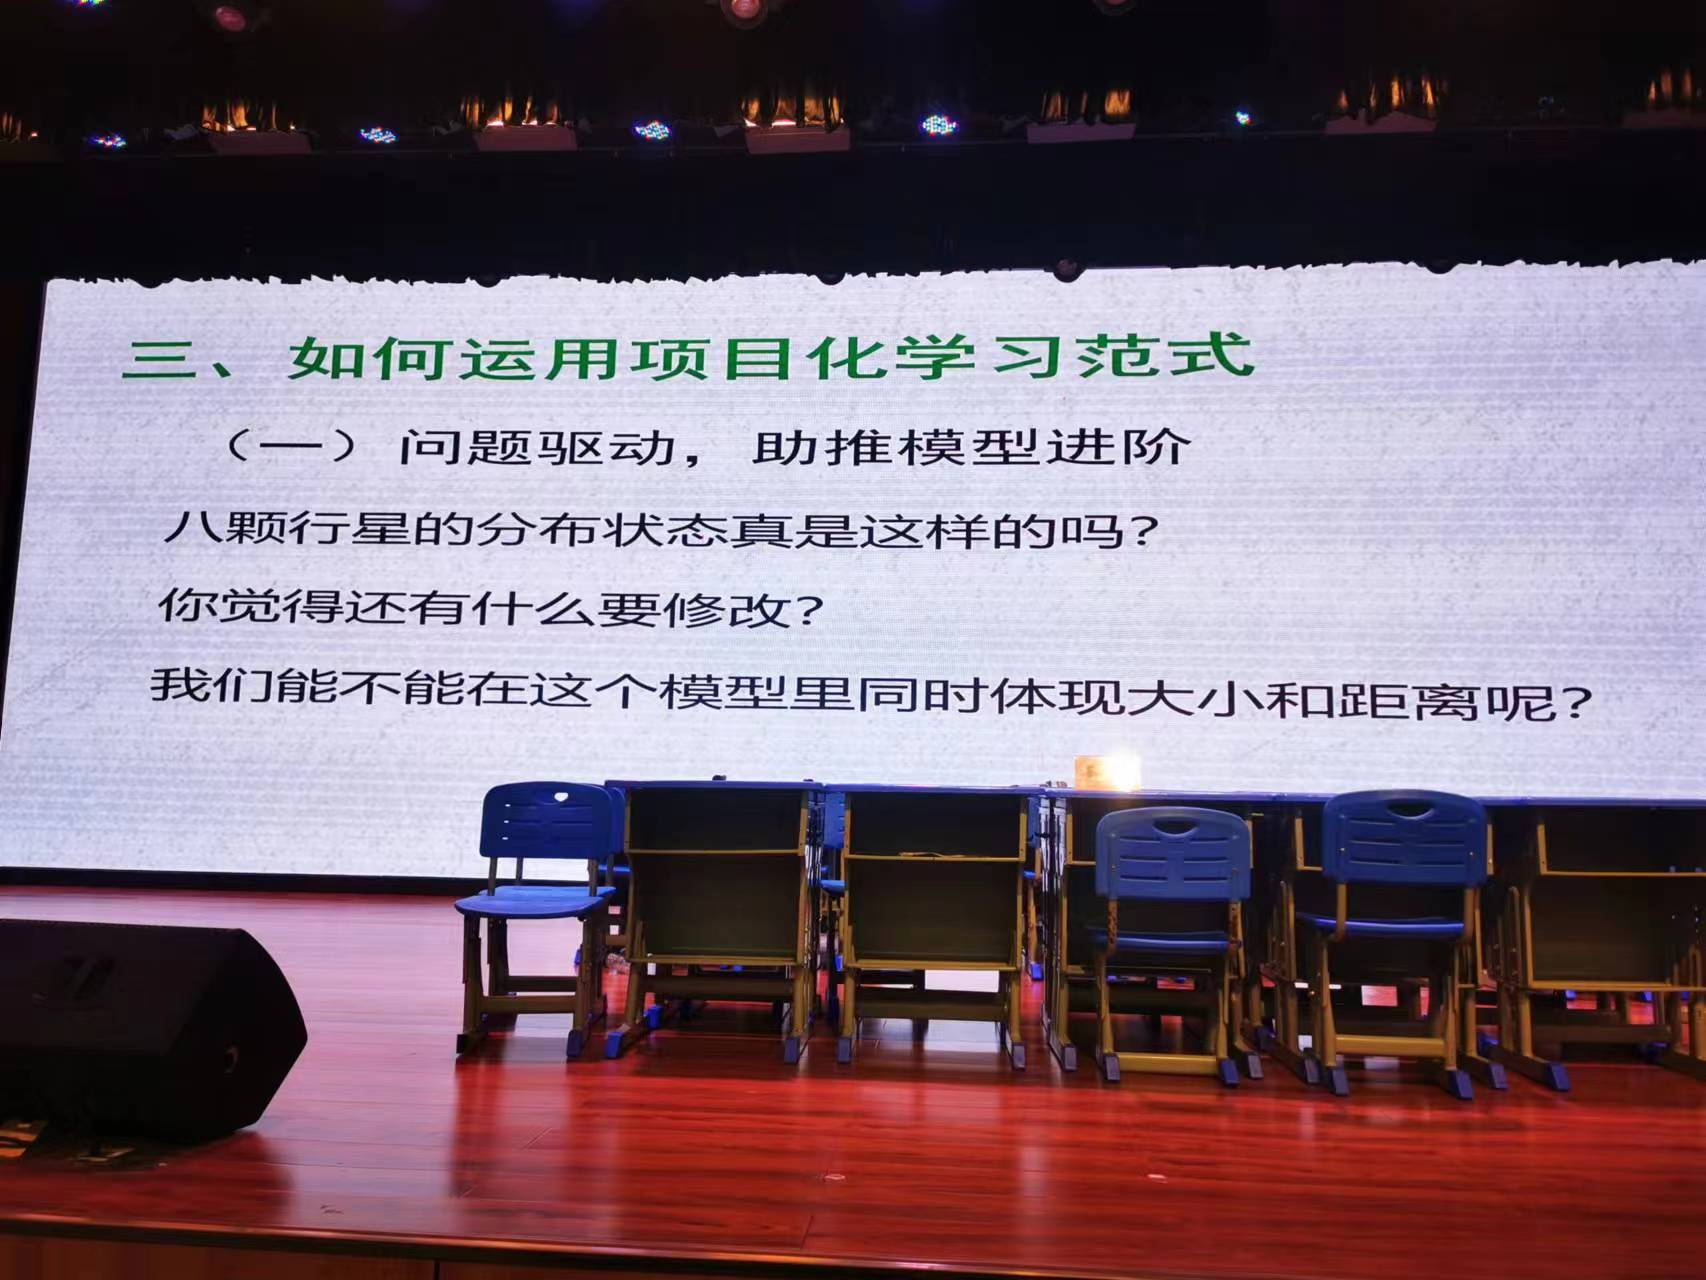 三、如何运用项目化学习范式
（一）问题驱动，助推模型进阶
八颗行星的分布状态真是这样的吗？
你觉得还有什么要修改？
我们能不能在这个模型里同时体现大小和距离呢？